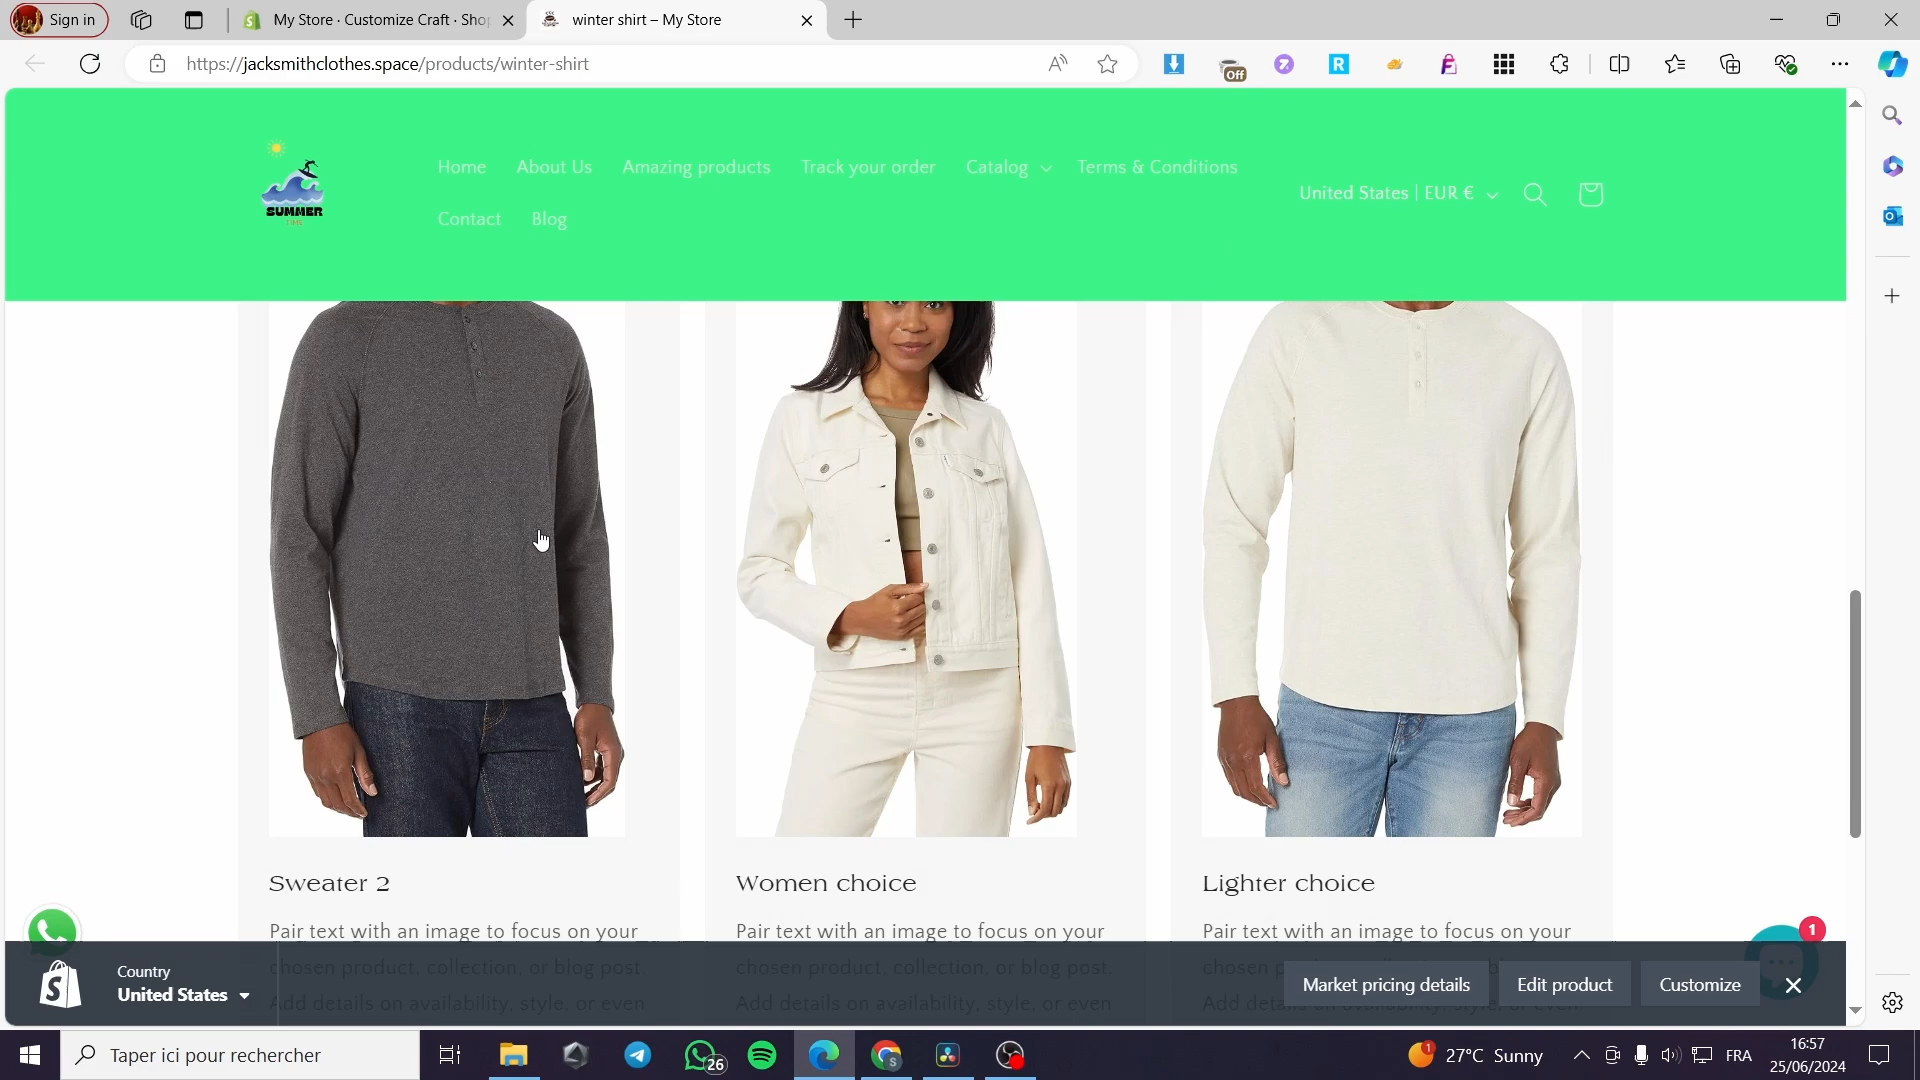 Sign in
My Store · Customize Craft · Shop
winter shirt – My Store
https://jacksmithclothes.space/products/winter-shirt
Off
SUMMER
TIME
Home
About Us
Amazing products
Track your order
Catalog
Terms & Conditions
Contact
Blog
United States | EUR €
Sweater 2
Women choice
Lighter choice
Pair text with an image to focus on your
chosen product, collection, or blog post.
Add details on availability, style, or even
Pair text with an image to focus on your
chosen product, collection, or blog post.
Add details on availability, style, or even
Pair text with an image to focus on your
1
Country
United States
Market pricing details
Edit product
Customize
Taper ici pour rechercher
26
1
27°C Sunny
FRA
16:57
25/06/2024